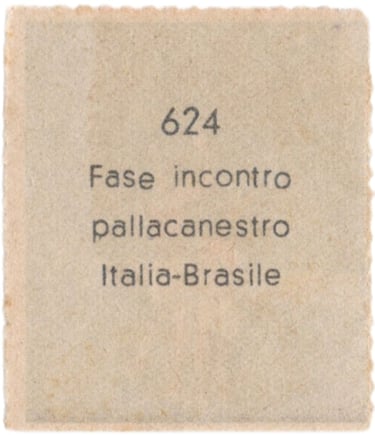 624
Fase incontro
pallacanestro
Italia-Brasile